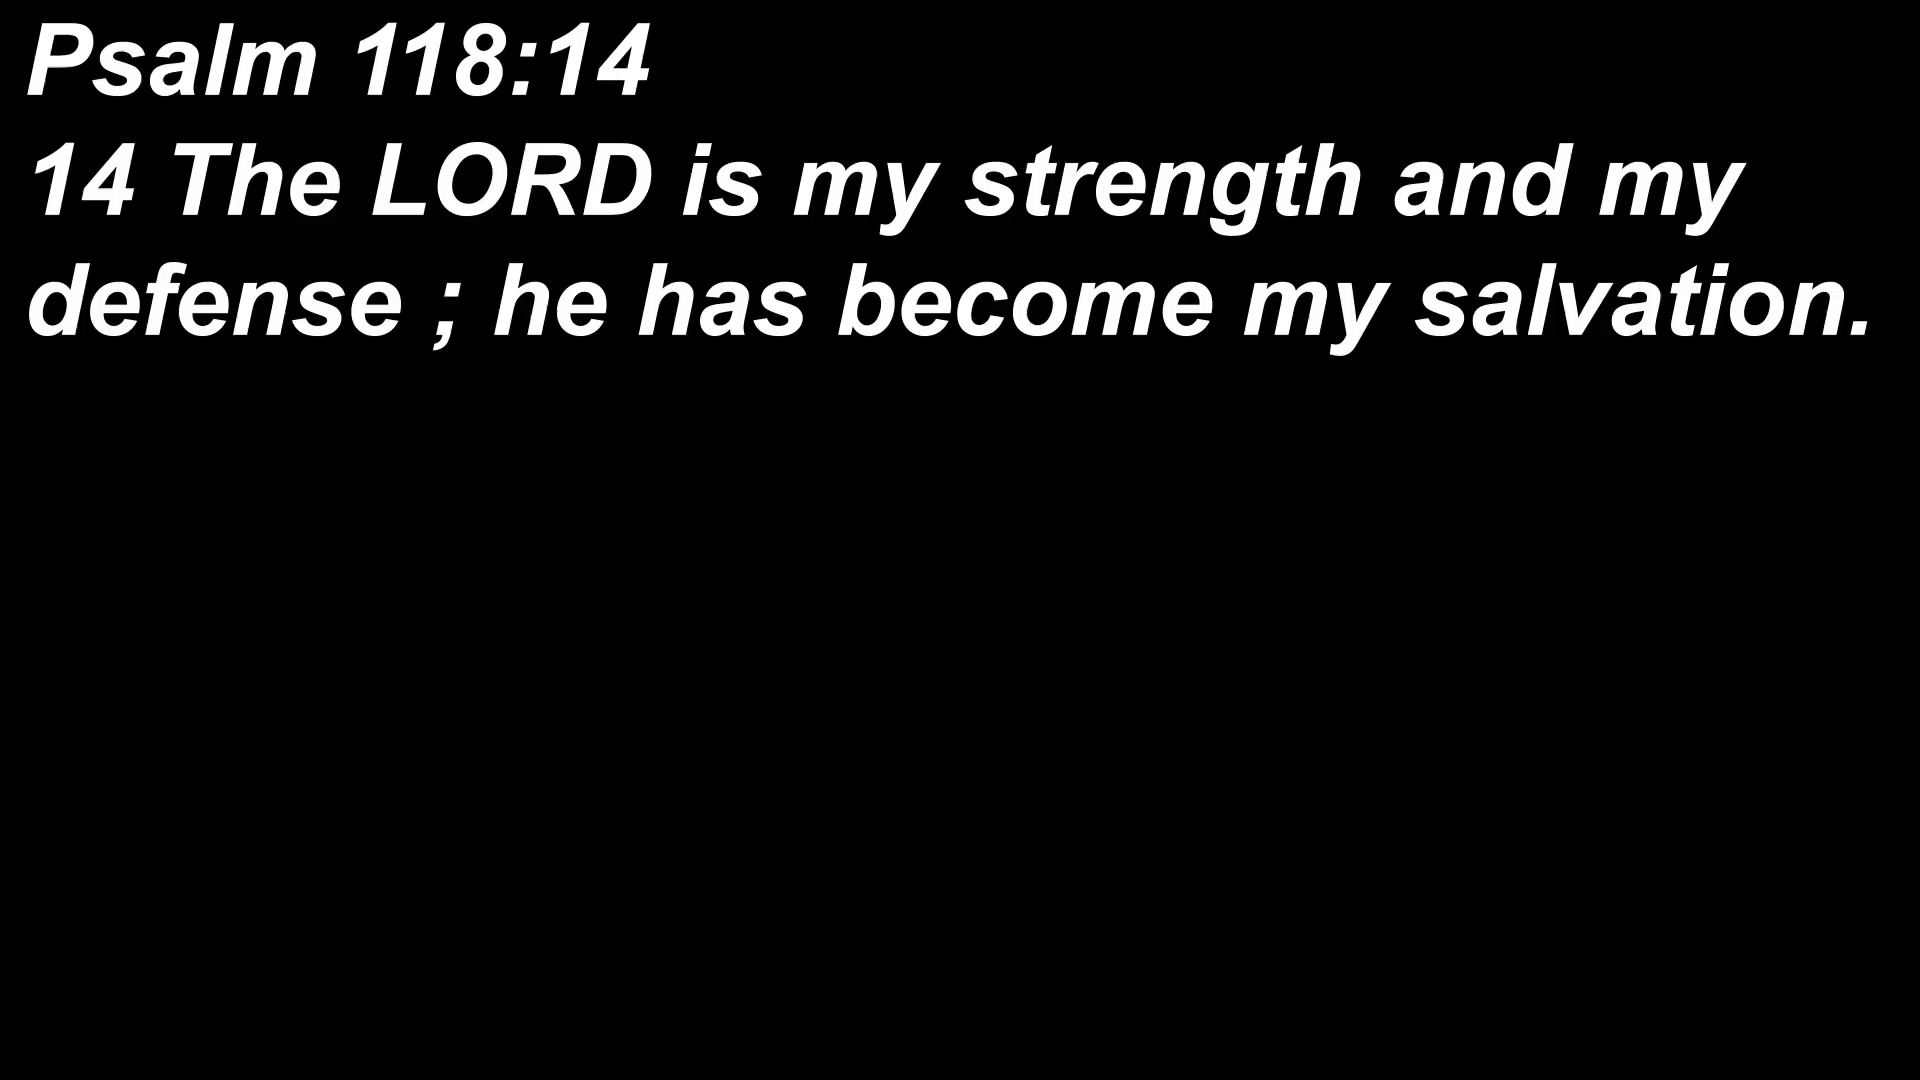 Psalm 118:14
14 The LORD is my strength and my
defense ; he has become my salvation.